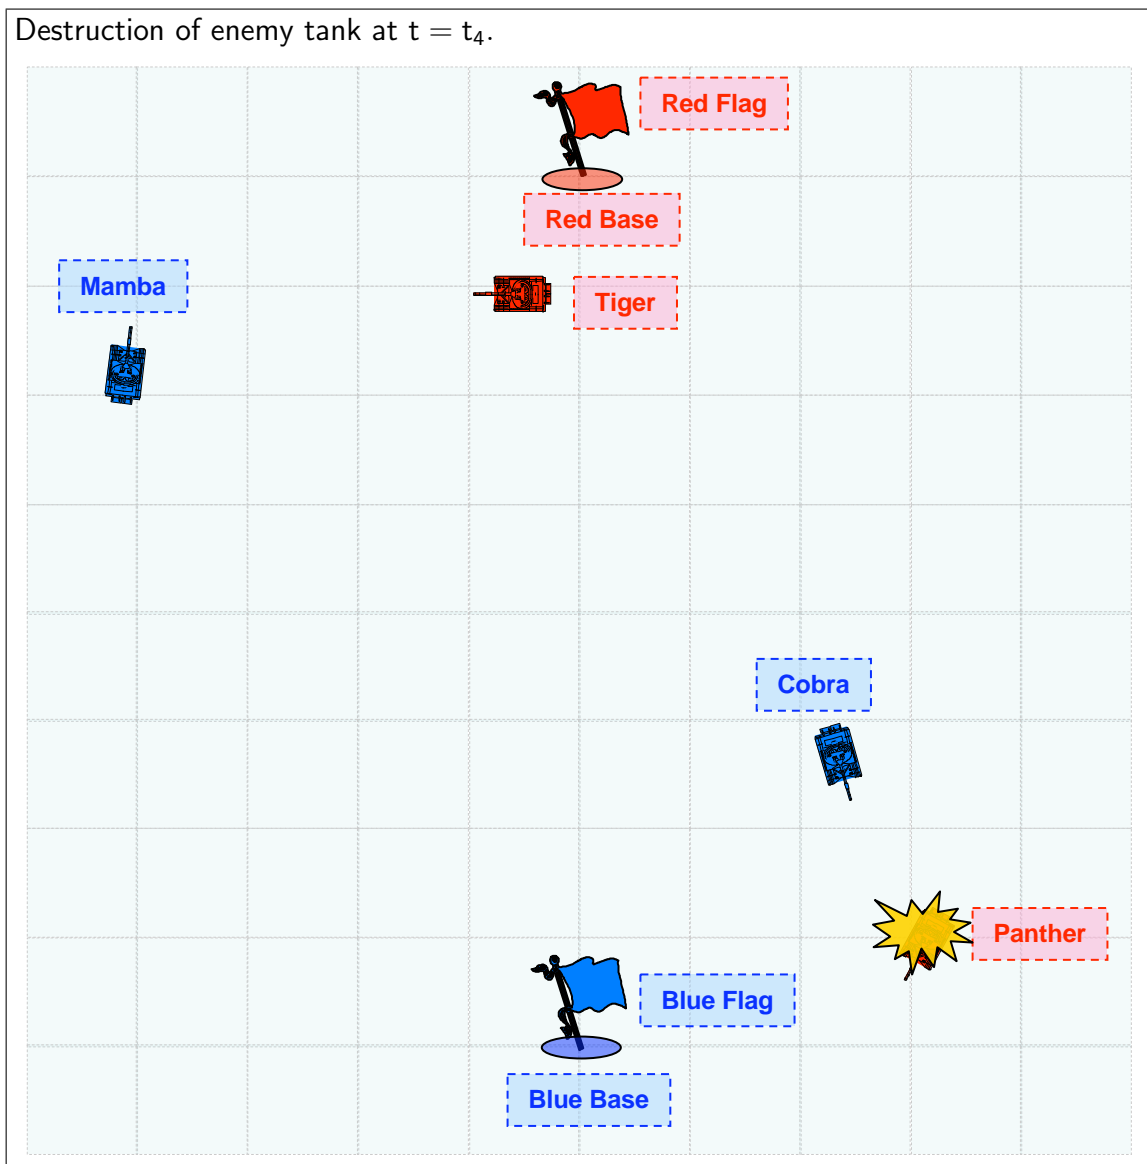 Destruction of enemy tank at t = t₄.
Red Flag
Red Base
Mamba
Tiger
Cobra
Panther
Blue Flag
Blue Base